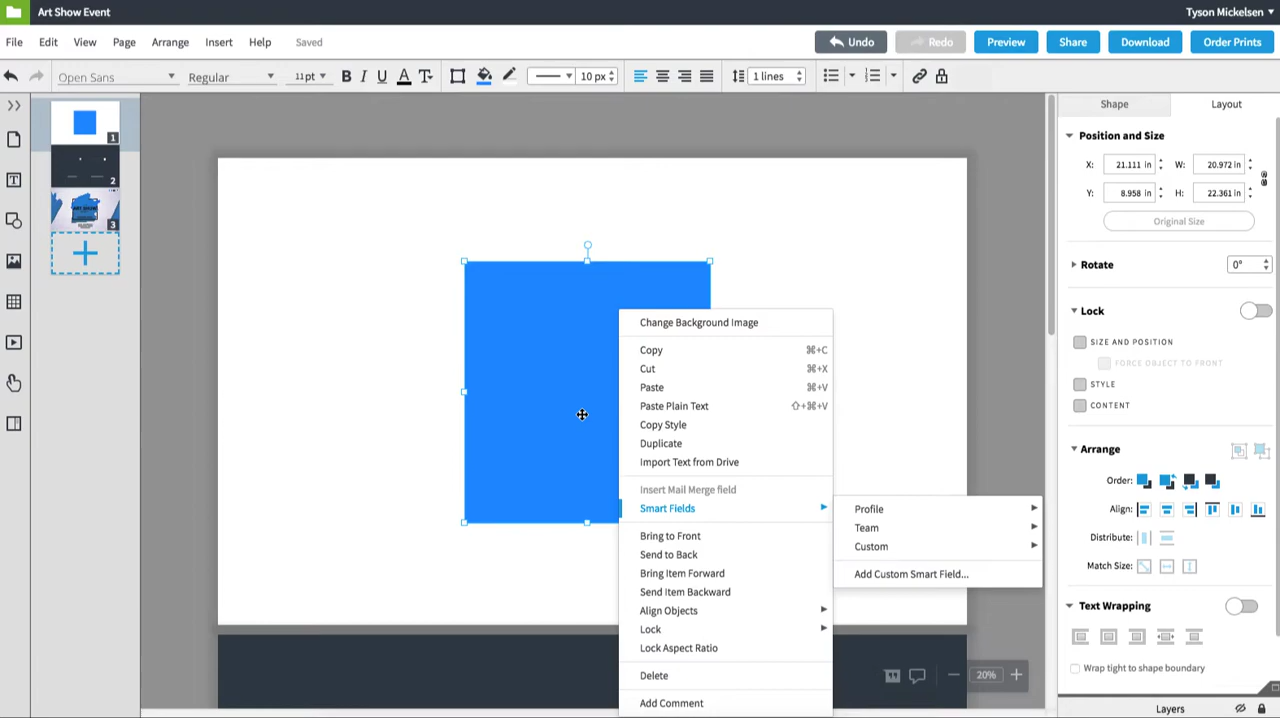 Art Show Event
Tyson Mickelsen
File Edit View Page Arrange Insert Help Saved
Undo Redo Preview Share Download Order Prints
Open Sans Regular 11pt B I U A T 10 px 1 lines
Shape Layout
Position and Size
X: 21.111 in W: 20.972 in
Y: 8.958 in H: 22.361 in
Original Size
Rotate 0°
Lock
SIZE AND POSITION
FORCE OBJECT TO FRONT
STYLE
CONTENT
Arrange
Order:
Align:
Distribute:
Match Size:
Text Wrapping
Wrap tight to shape boundary
Layers
1
2
ART SHOW
3
Change Background Image
Copy ⌘+C
Cut ⌘+X
Paste ⌘+V
Paste Plain Text ⇧+⌘+V
Copy Style
Duplicate
Import Text from Drive
Insert Mail Merge field
Smart Fields
Bring to Front
Send to Back
Bring Item Forward
Send Item Backward
Align Objects
Lock
Lock Aspect Ratio
Delete
Add Comment
Profile
Team
Custom
Add Custom Smart Field...
20%